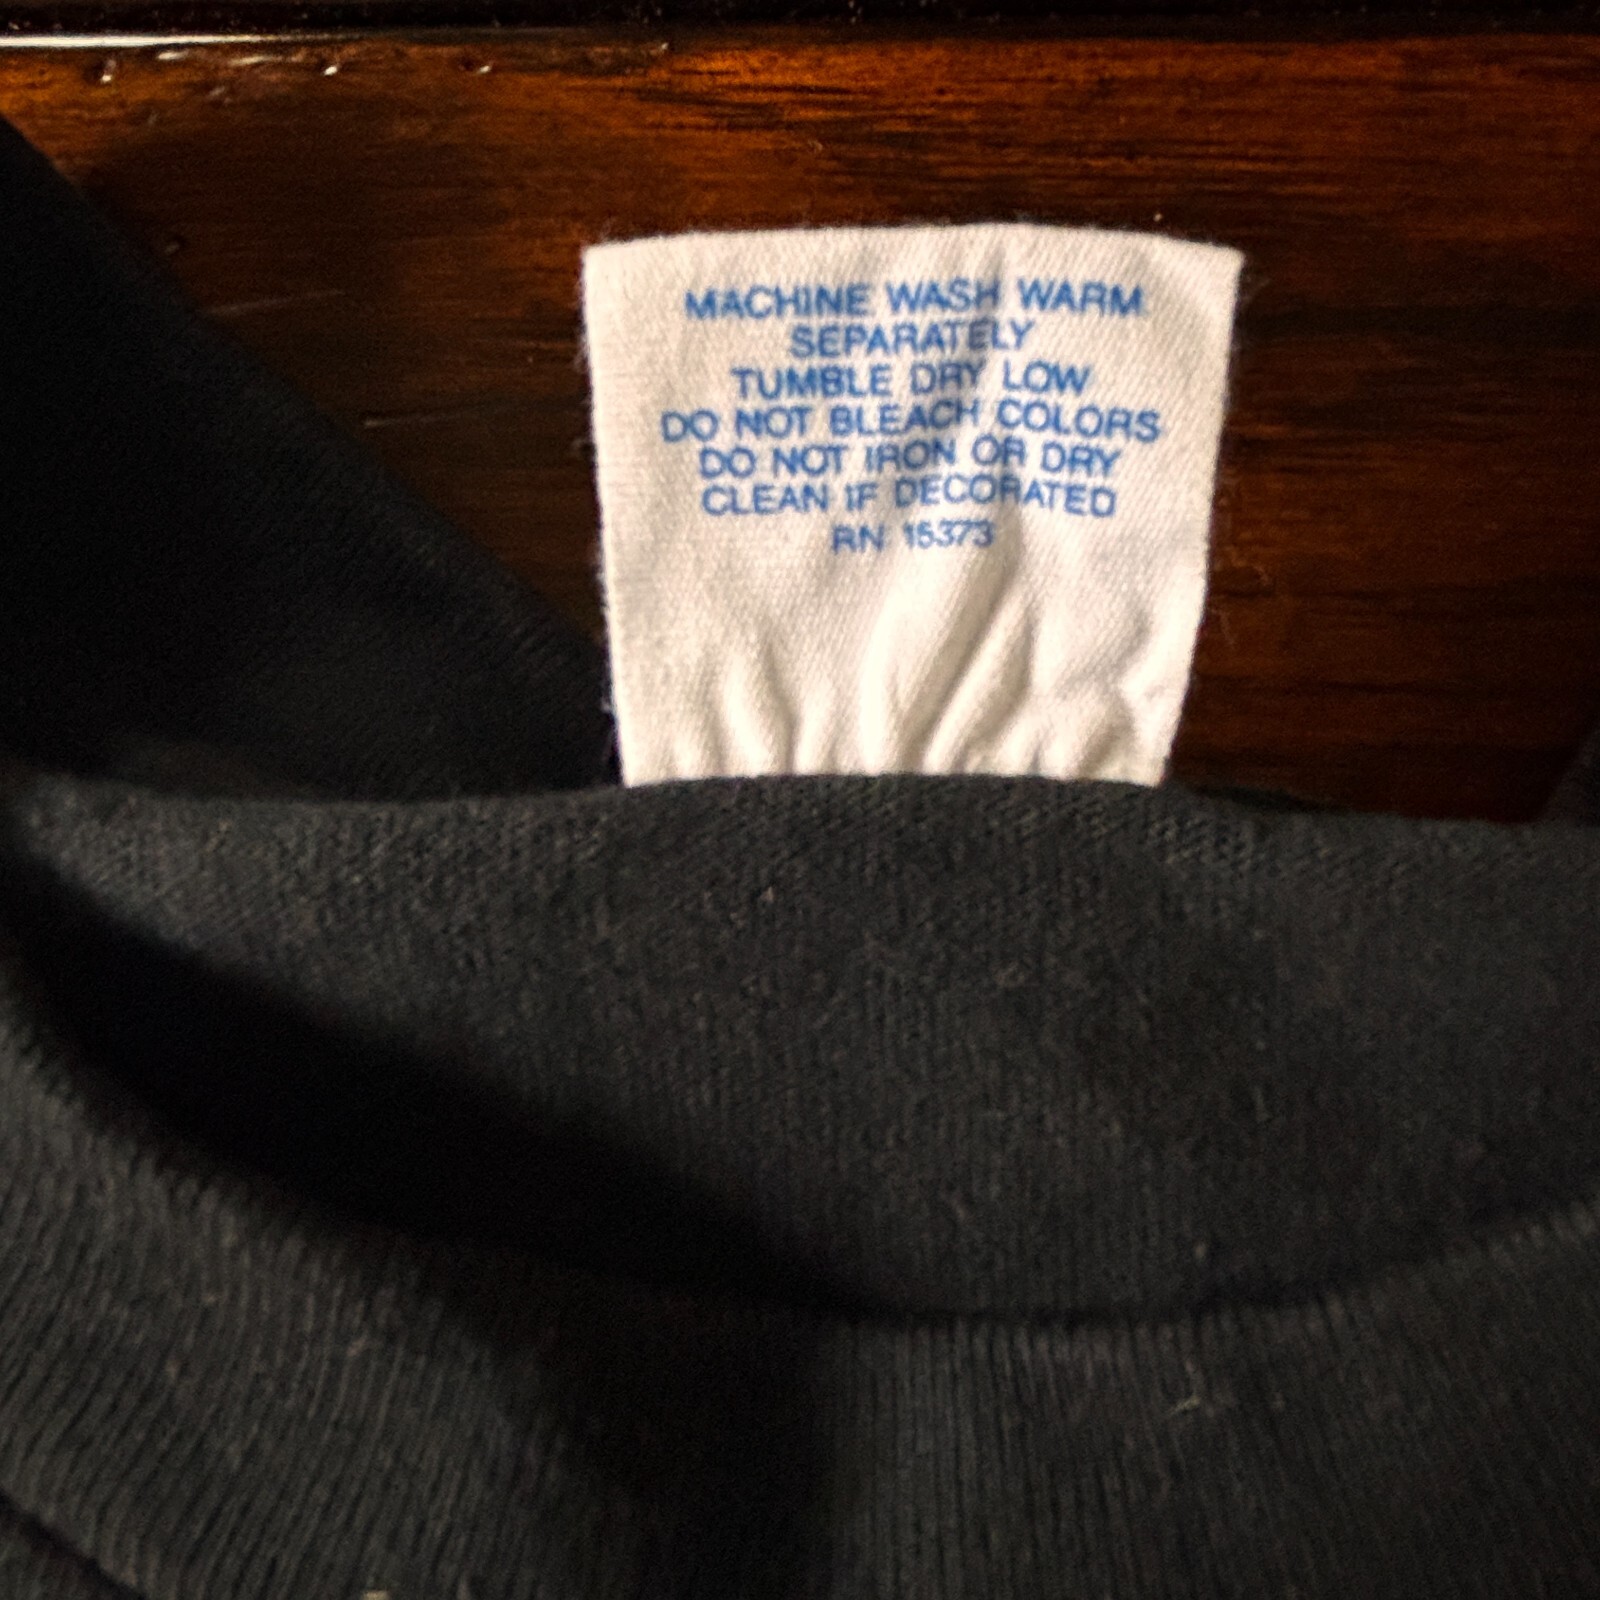 MACHINE WASH WARM
SEPARATELY
TUMBLE DRY LOW
DO NOT BLEACH COLORS
DO NOT IRON OR DRY
CLEAN IF DECORATED
RN 15373